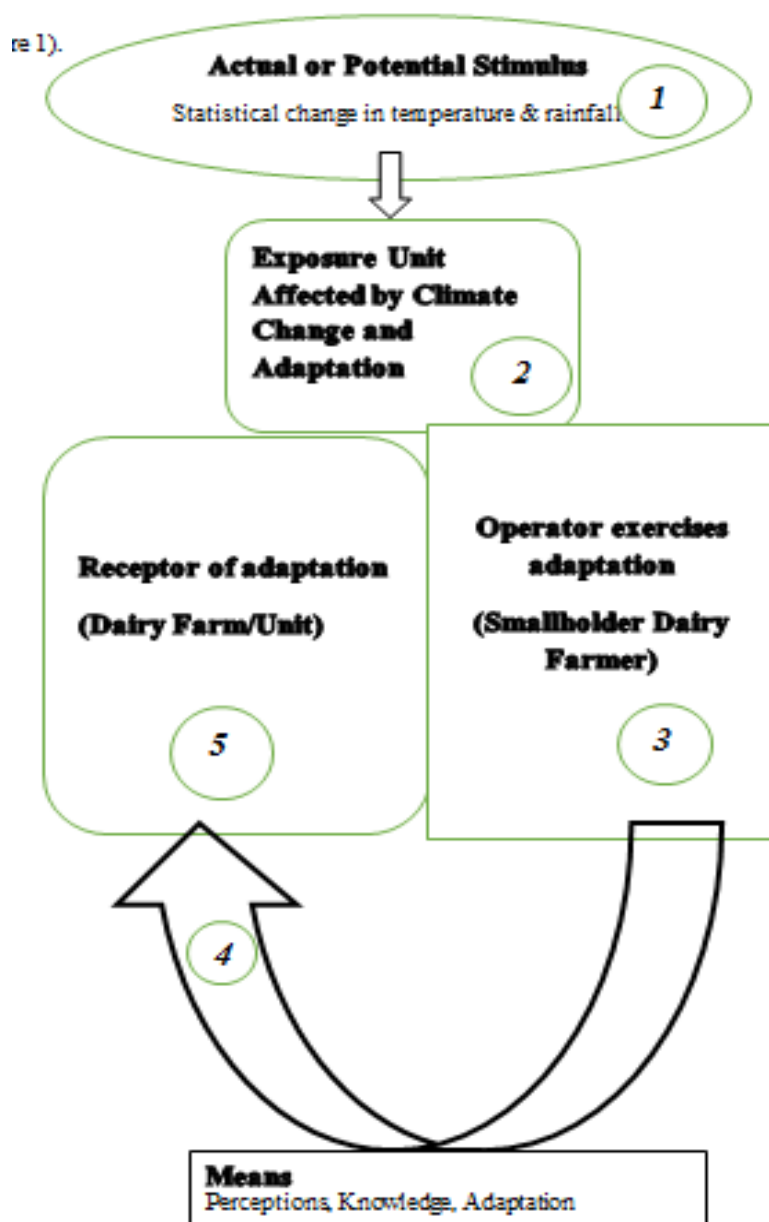 re 1).
Actual or Potential Stimulus
1
Statistical change in temperature & rainfall
Exposure Unit
Affected by Climate
Change and
Adaptation
2
Receptor of adaptation
(Dairy Farm/Unit)
5
Operator exercises
adaptation
(Smallholder Dairy
Farmer)
3
4
Means
Perceptions, Knowledge, Adaptation